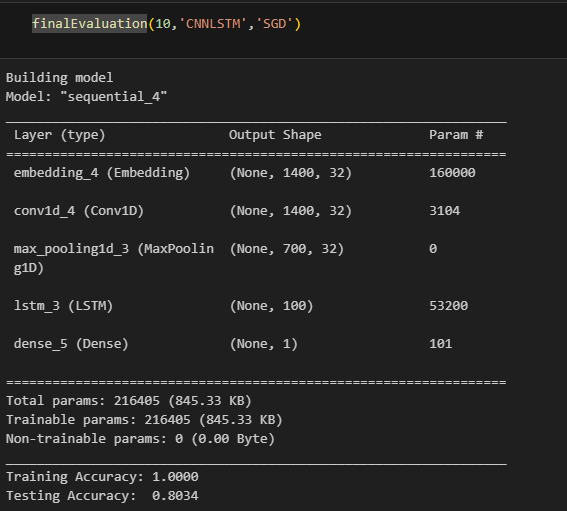 finalEvaluation(10,'CNNLSTM','SGD')
Building model
Model: "sequential_4"
_________________________________________________________________
Layer (type) Output Shape Param #
=================================================================
embedding_4 (Embedding) (None, 1400, 32) 160000
conv1d_4 (Conv1D) (None, 1400, 32) 3104
max_pooling1d_3 (MaxPoolin (None, 700, 32) 0
g1D)
lstm_3 (LSTM) (None, 100) 53200
dense_5 (Dense) (None, 1) 101
=================================================================
Total params: 216405 (845.33 KB)
Trainable params: 216405 (845.33 KB)
Non-trainable params: 0 (0.00 Byte)
_________________________________________________________________
Training Accuracy: 1.0000
Testing Accuracy: 0.8034